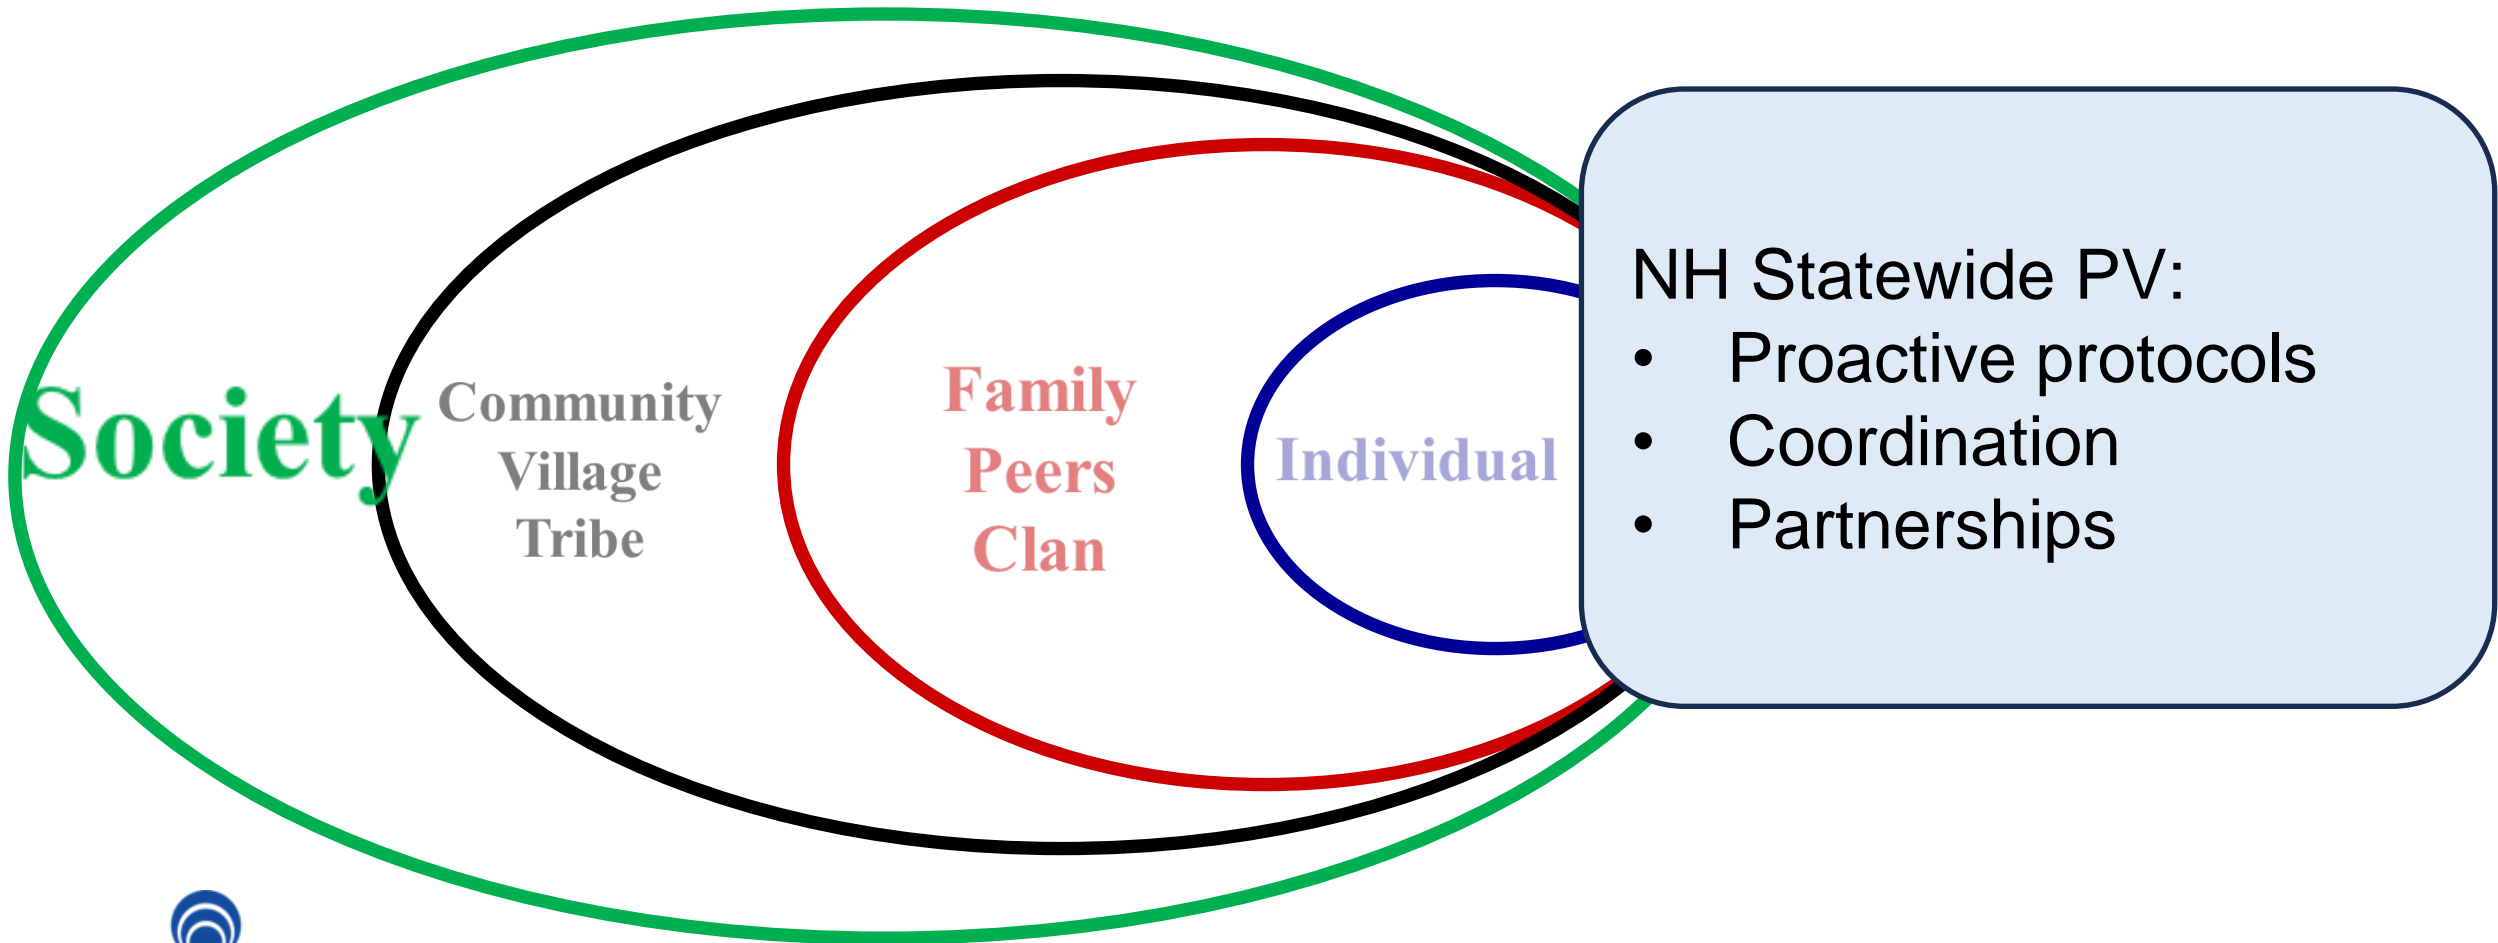 Society
Community
Village
Tribe
Family
Peers
Clan
Individual
NH Statewide PV:
• Proactive protocols
• Coordination
• Partnerships